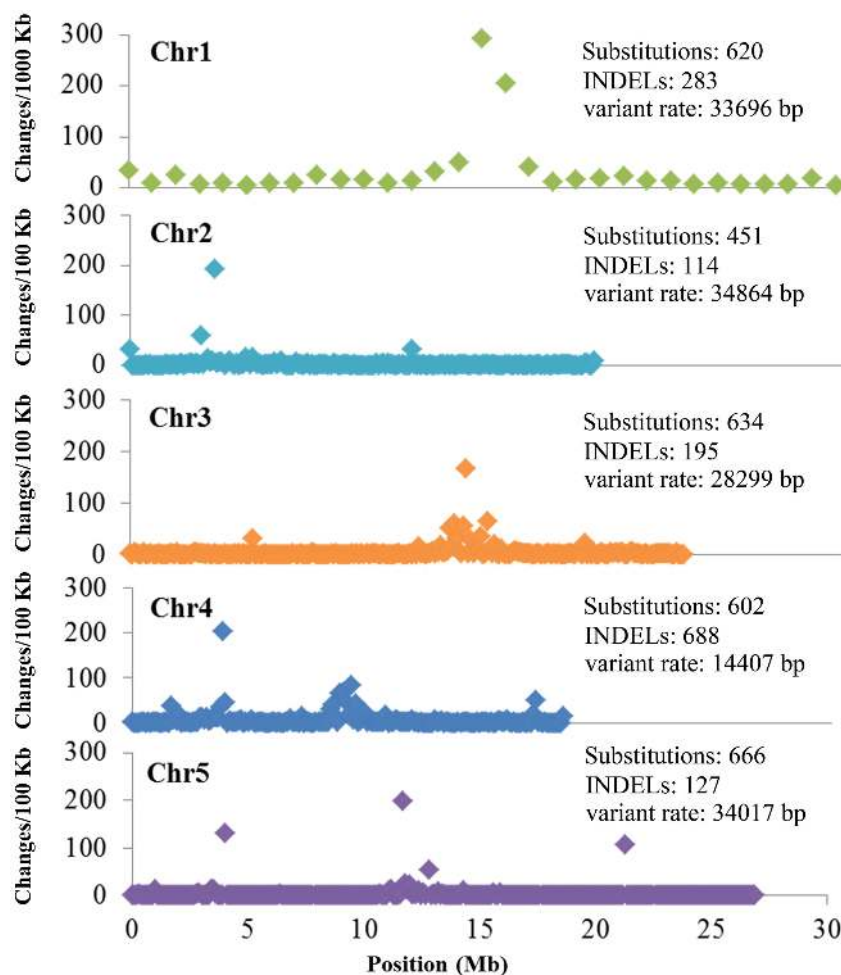 Changes/1000 Kb
300
200
100
0
Chr1
Substitutions: 620
INDELs: 283
variant rate: 33696 bp
Changes/100 Kb
300
200
100
0
Chr2
Substitutions: 451
INDELs: 114
variant rate: 34864 bp
Changes/100 Kb
300
200
100
0
Chr3
Substitutions: 634
INDELs: 195
variant rate: 28299 bp
Changes/100 Kb
300
200
100
0
Chr4
Substitutions: 602
INDELs: 688
variant rate: 14407 bp
Changes/100 Kb
300
200
100
0
Chr5
Substitutions: 666
INDELs: 127
variant rate: 34017 bp
0 5 10 15 20 25 30
Position (Mb)